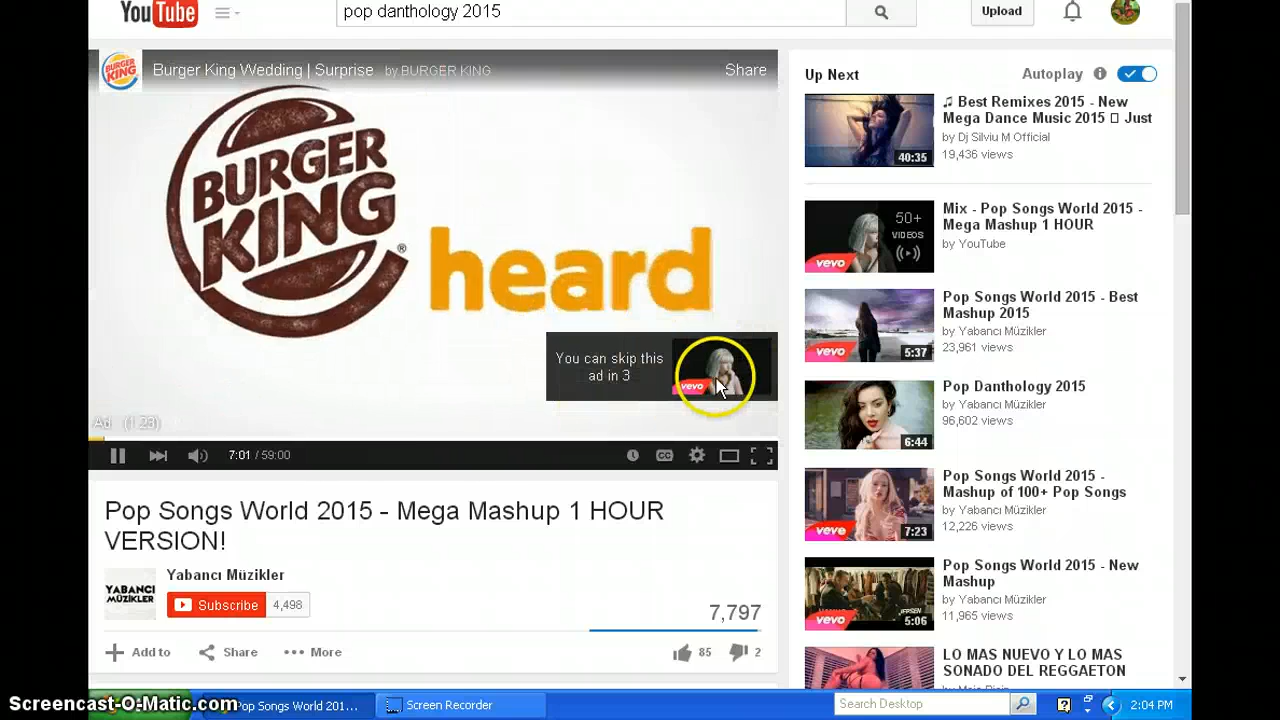 YouTube
pop danthology 2015
Upload
Burger King Wedding | Surprise by BURGER KING
Share
BURGER
KING
BURGER
KING
®
heard
You can skip this
ad in 3
vevo
Ad (1:23)
7:01 / 59:00
CC
Pop Songs World 2015 - Mega Mashup 1 HOUR
VERSION!
YABANCI
MÜZİKLER
Yabancı Müzikler
Subscribe 4,498
7,797
Add to Share More 85 2
Up Next Autoplay
♫ Best Remixes 2015 - New
Mega Dance Music 2015 Just
by Dj Silviu M Official
19,436 views
40:35
Mix - Pop Songs World 2015 -
Mega Mashup 1 HOUR
by YouTube
50+
VIDEOS
vevo
Pop Songs World 2015 - Best
Mashup 2015
by Yabancı Müzikler
23,961 views
vevo
5:37
Pop Danthology 2015
by Yabancı Müzikler
96,602 views
6:44
Pop Songs World 2015 -
Mashup of 100+ Pop Songs
by Yabancı Müzikler
12,226 views
vevo
7:23
Pop Songs World 2015 - New
Mashup
by Yabancı Müzikler
11,965 views
vevo
5:06
LO MAS NUEVO Y LO MAS
SONADO DEL REGGAETON
Screencast-O-Matic.com
Pop Songs World 201...
Screen Recorder
Search Desktop
2:04 PM